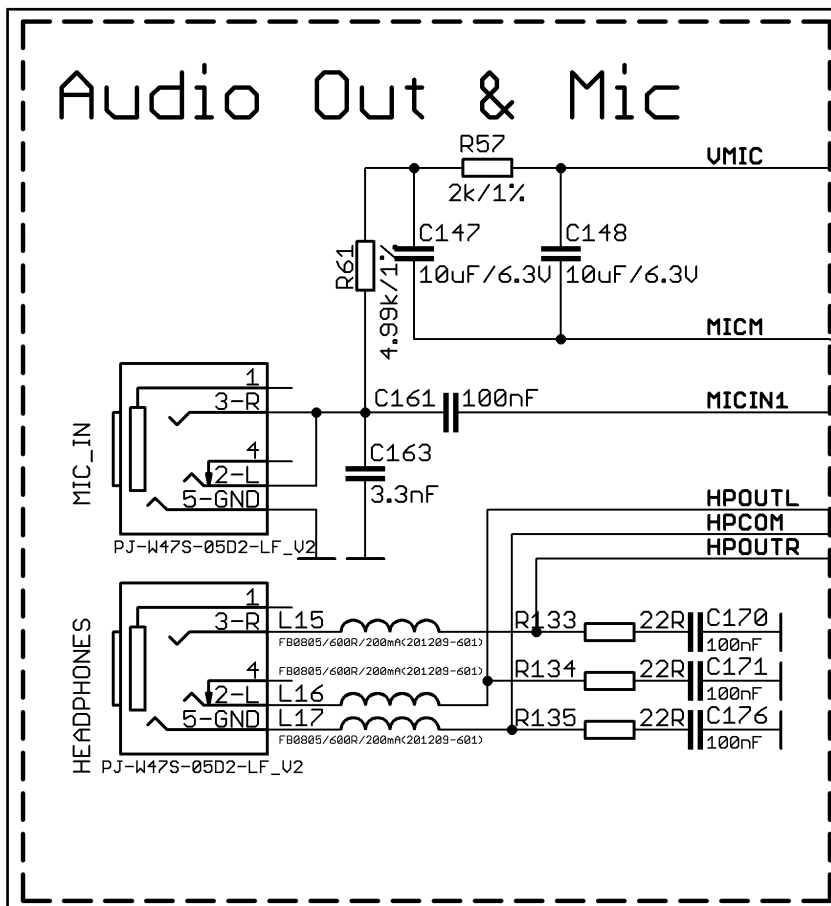 Audio Out & Mic
R57
VMIC
2k/1%
C147
C148
R61
4.99k/1%
10uF/6.3V
10uF/6.3V
MICM
1
3-R
C161
100nF
MICIN1
MIC_IN
4
2-L
C163
5-GND
3.3nF
HPOUTL
HPCOM
HPOUTR
PJ-W47S-05D2-LF_V2
1
3-R
L15
R133
22R
C170
FB0805/600R/200mA(201209-601)
100nF
HEADPHONES
4
FB0805/600R/200mA(201209-601)
R134
22R
C171
2-L
L16
100nF
5-GND
L17
R135
22R
C176
FB0805/600R/200mA(201209-601)
100nF
PJ-W47S-05D2-LF_V2